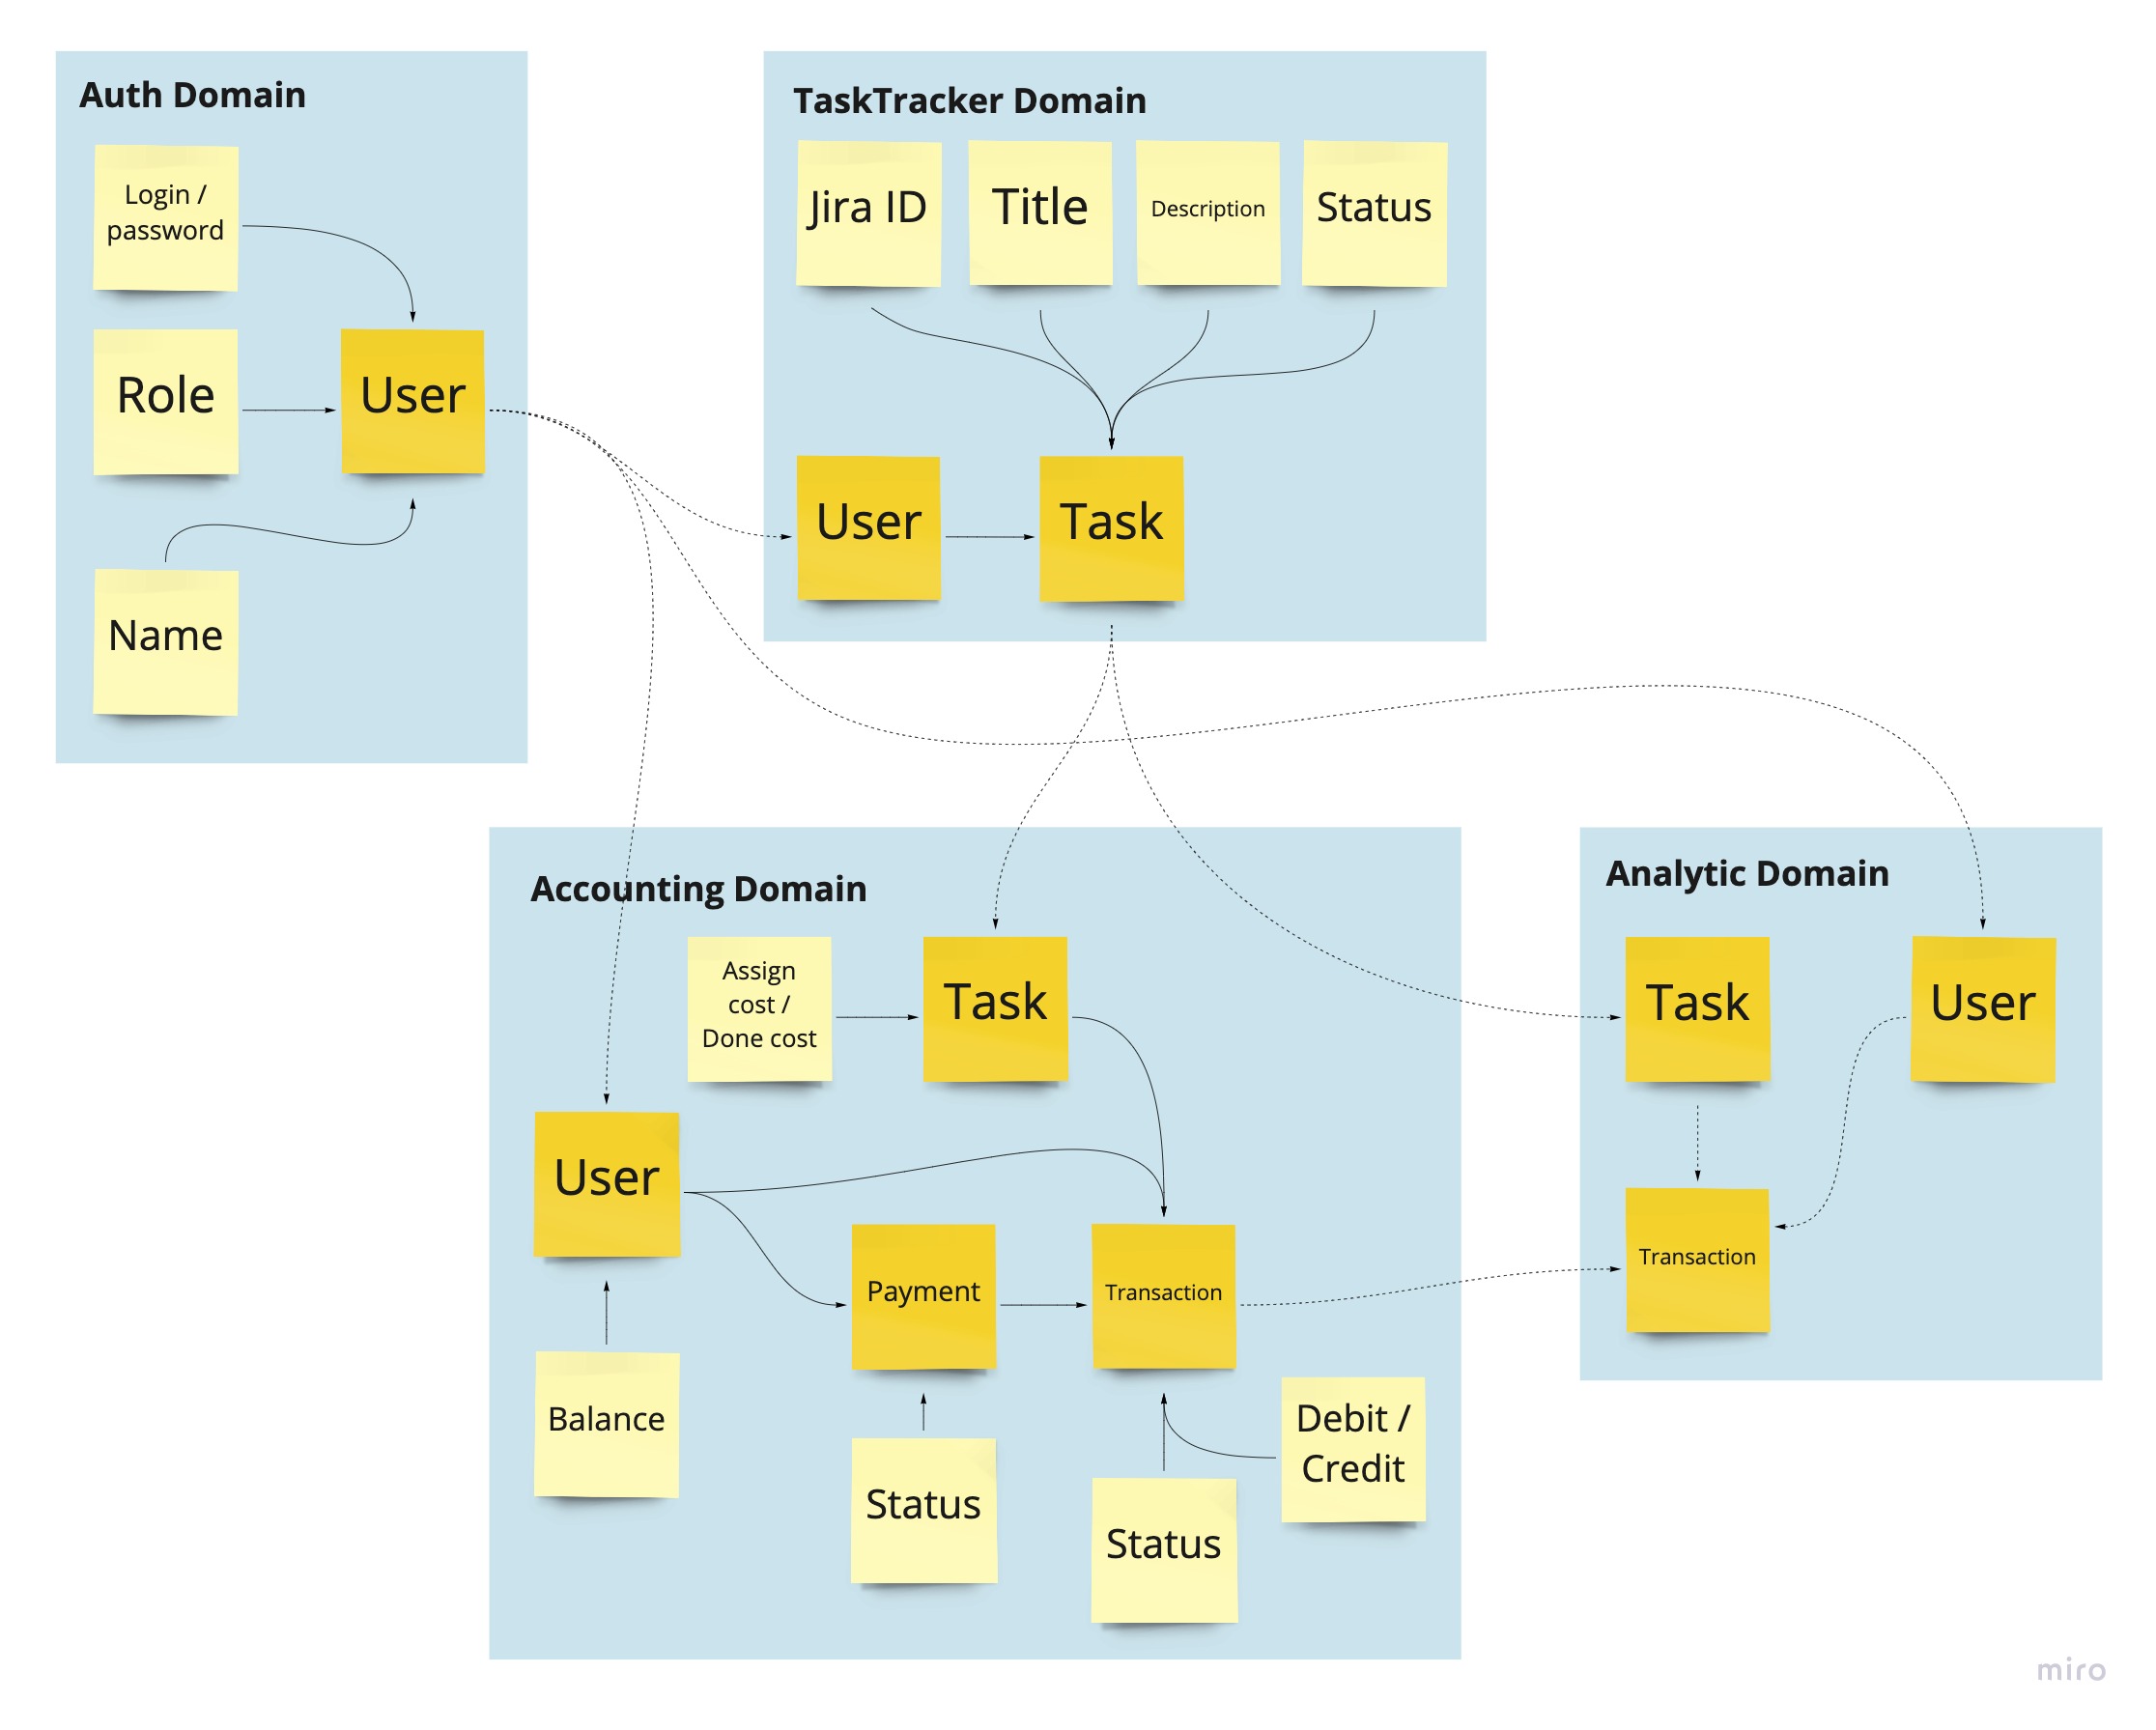 Auth Domain
Login /
password
Role
User
Name
TaskTracker Domain
Jira ID
Title
Description
Status
User
Task
Accounting Domain
Assign
cost /
Done cost
Task
User
Payment
Transaction
Balance
Status
Status
Debit /
Credit
Analytic Domain
Task
User
Transaction
miro